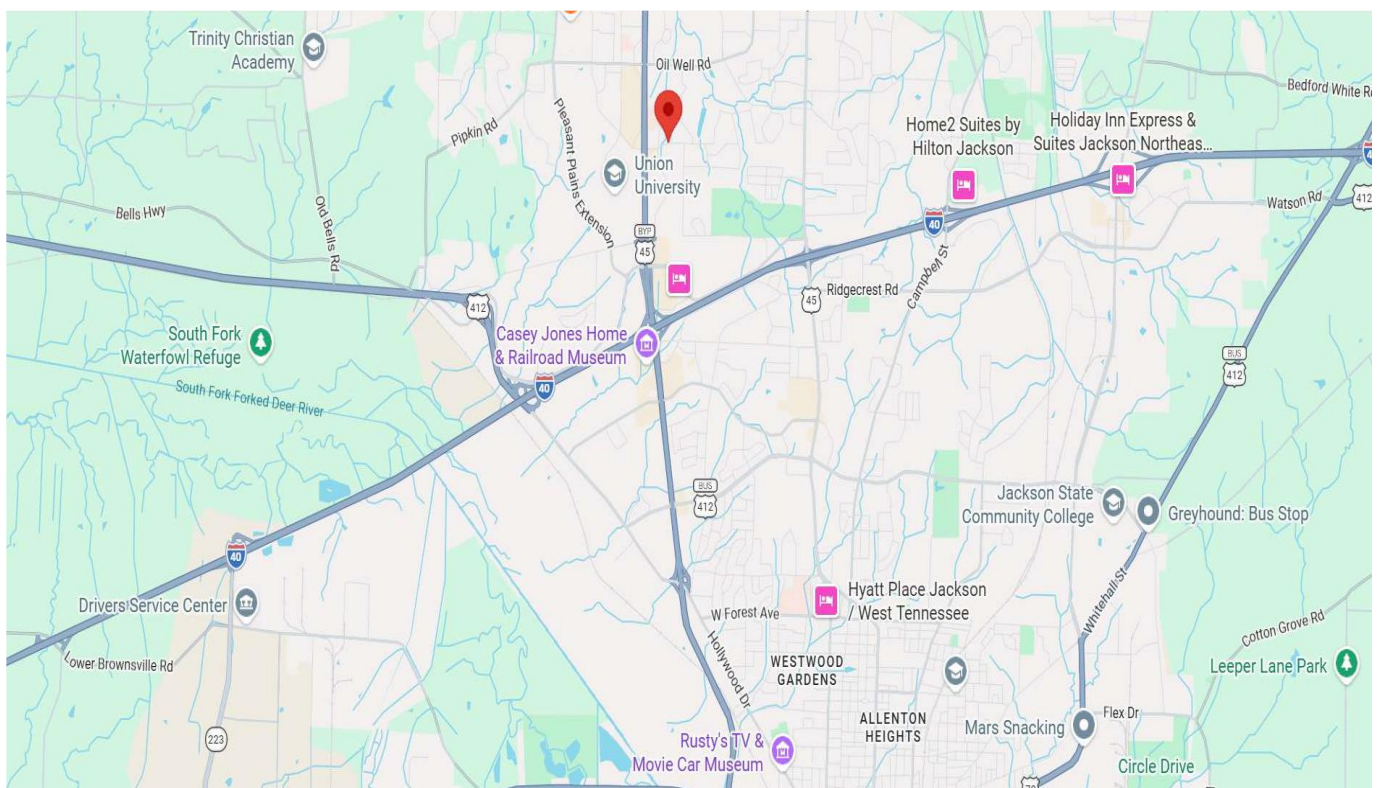 Trinity Christian
Academy
Oil Well Rd
Pipkin Rd
Pleasant Plains Extension
Union
University
Home2 Suites by
Hilton Jackson
Holiday Inn Express &
Suites Jackson Northeas...
Bedford White Rd
40
Watson Rd
412
Bells Hwy
Old Bells Rd
BYP
45
40
Campbell St
Ridgecrest Rd
45
412
South Fork
Waterfowl Refuge
Casey Jones Home
& Railroad Museum
BUS
412
40
South Fork Forked Deer River
BUS
412
Jackson State
Community College
Greyhound: Bus Stop
40
Drivers Service Center
Hyatt Place Jackson
/ West Tennessee
W Forest Ave
Whitehall St
Cotton Grove Rd
Lower Brownsville Rd
Hollywood Dr
WESTWOOD
GARDENS
Leeper Lane Park
223
ALLENTON
HEIGHTS
Mars Snacking
Flex Dr
Rusty's TV &
Movie Car Museum
Circle Drive